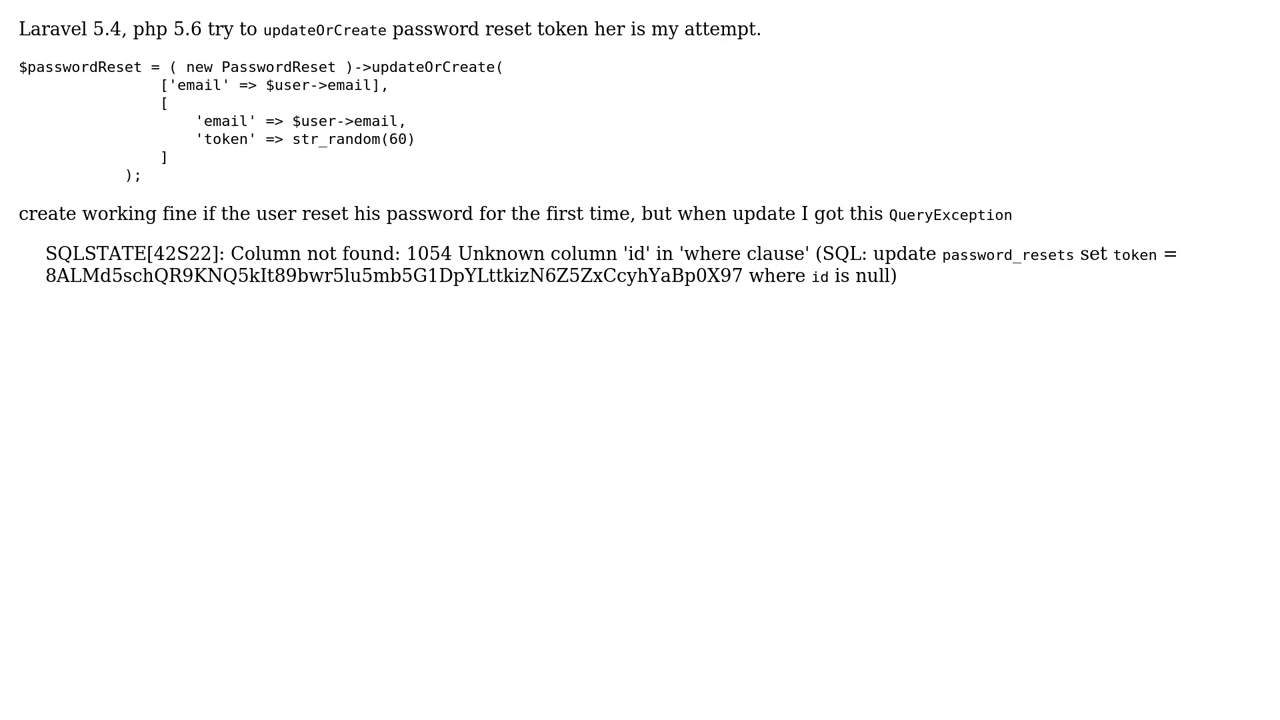 Laravel 5.4, php 5.6 try to updateOrCreate password reset token her is my attempt.
$passwordReset = ( new PasswordReset )->updateOrCreate(
                ['email' => $user->email],
                [
                    'email' => $user->email,
                    'token' => str_random(60)
                ]
            );
create working fine if the user reset his password for the first time, but when update I got this QueryException
SQLSTATE[42S22]: Column not found: 1054 Unknown column 'id' in 'where clause' (SQL: update password_resets set token =
8ALMd5schQR9KNQ5kIt89bwr5lu5mb5G1DpYLttkizN6Z5ZxCcyhYaBp0X97 where id is null)